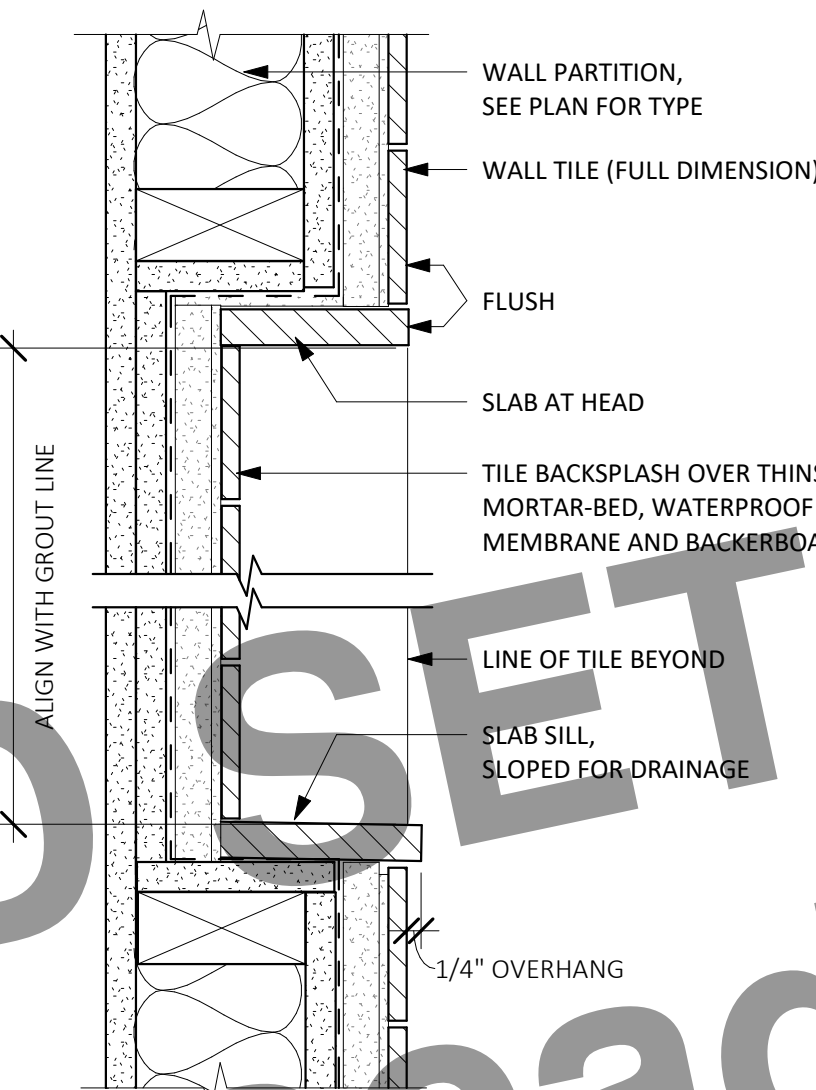 WALL PARTITION,
SEE PLAN FOR TYPE
WALL TILE (FULL DIMENSION)
FLUSH
SLAB AT HEAD
TILE BACKSPLASH OVER THINS
MORTAR-BED, WATERPROOF
MEMBRANE AND BACKERBOA
ALIGN WITH GROUT LINE
LINE OF TILE BEYOND
SLAB SILL,
SLOPED FOR DRAINAGE
1/4" OVERHANG
SET